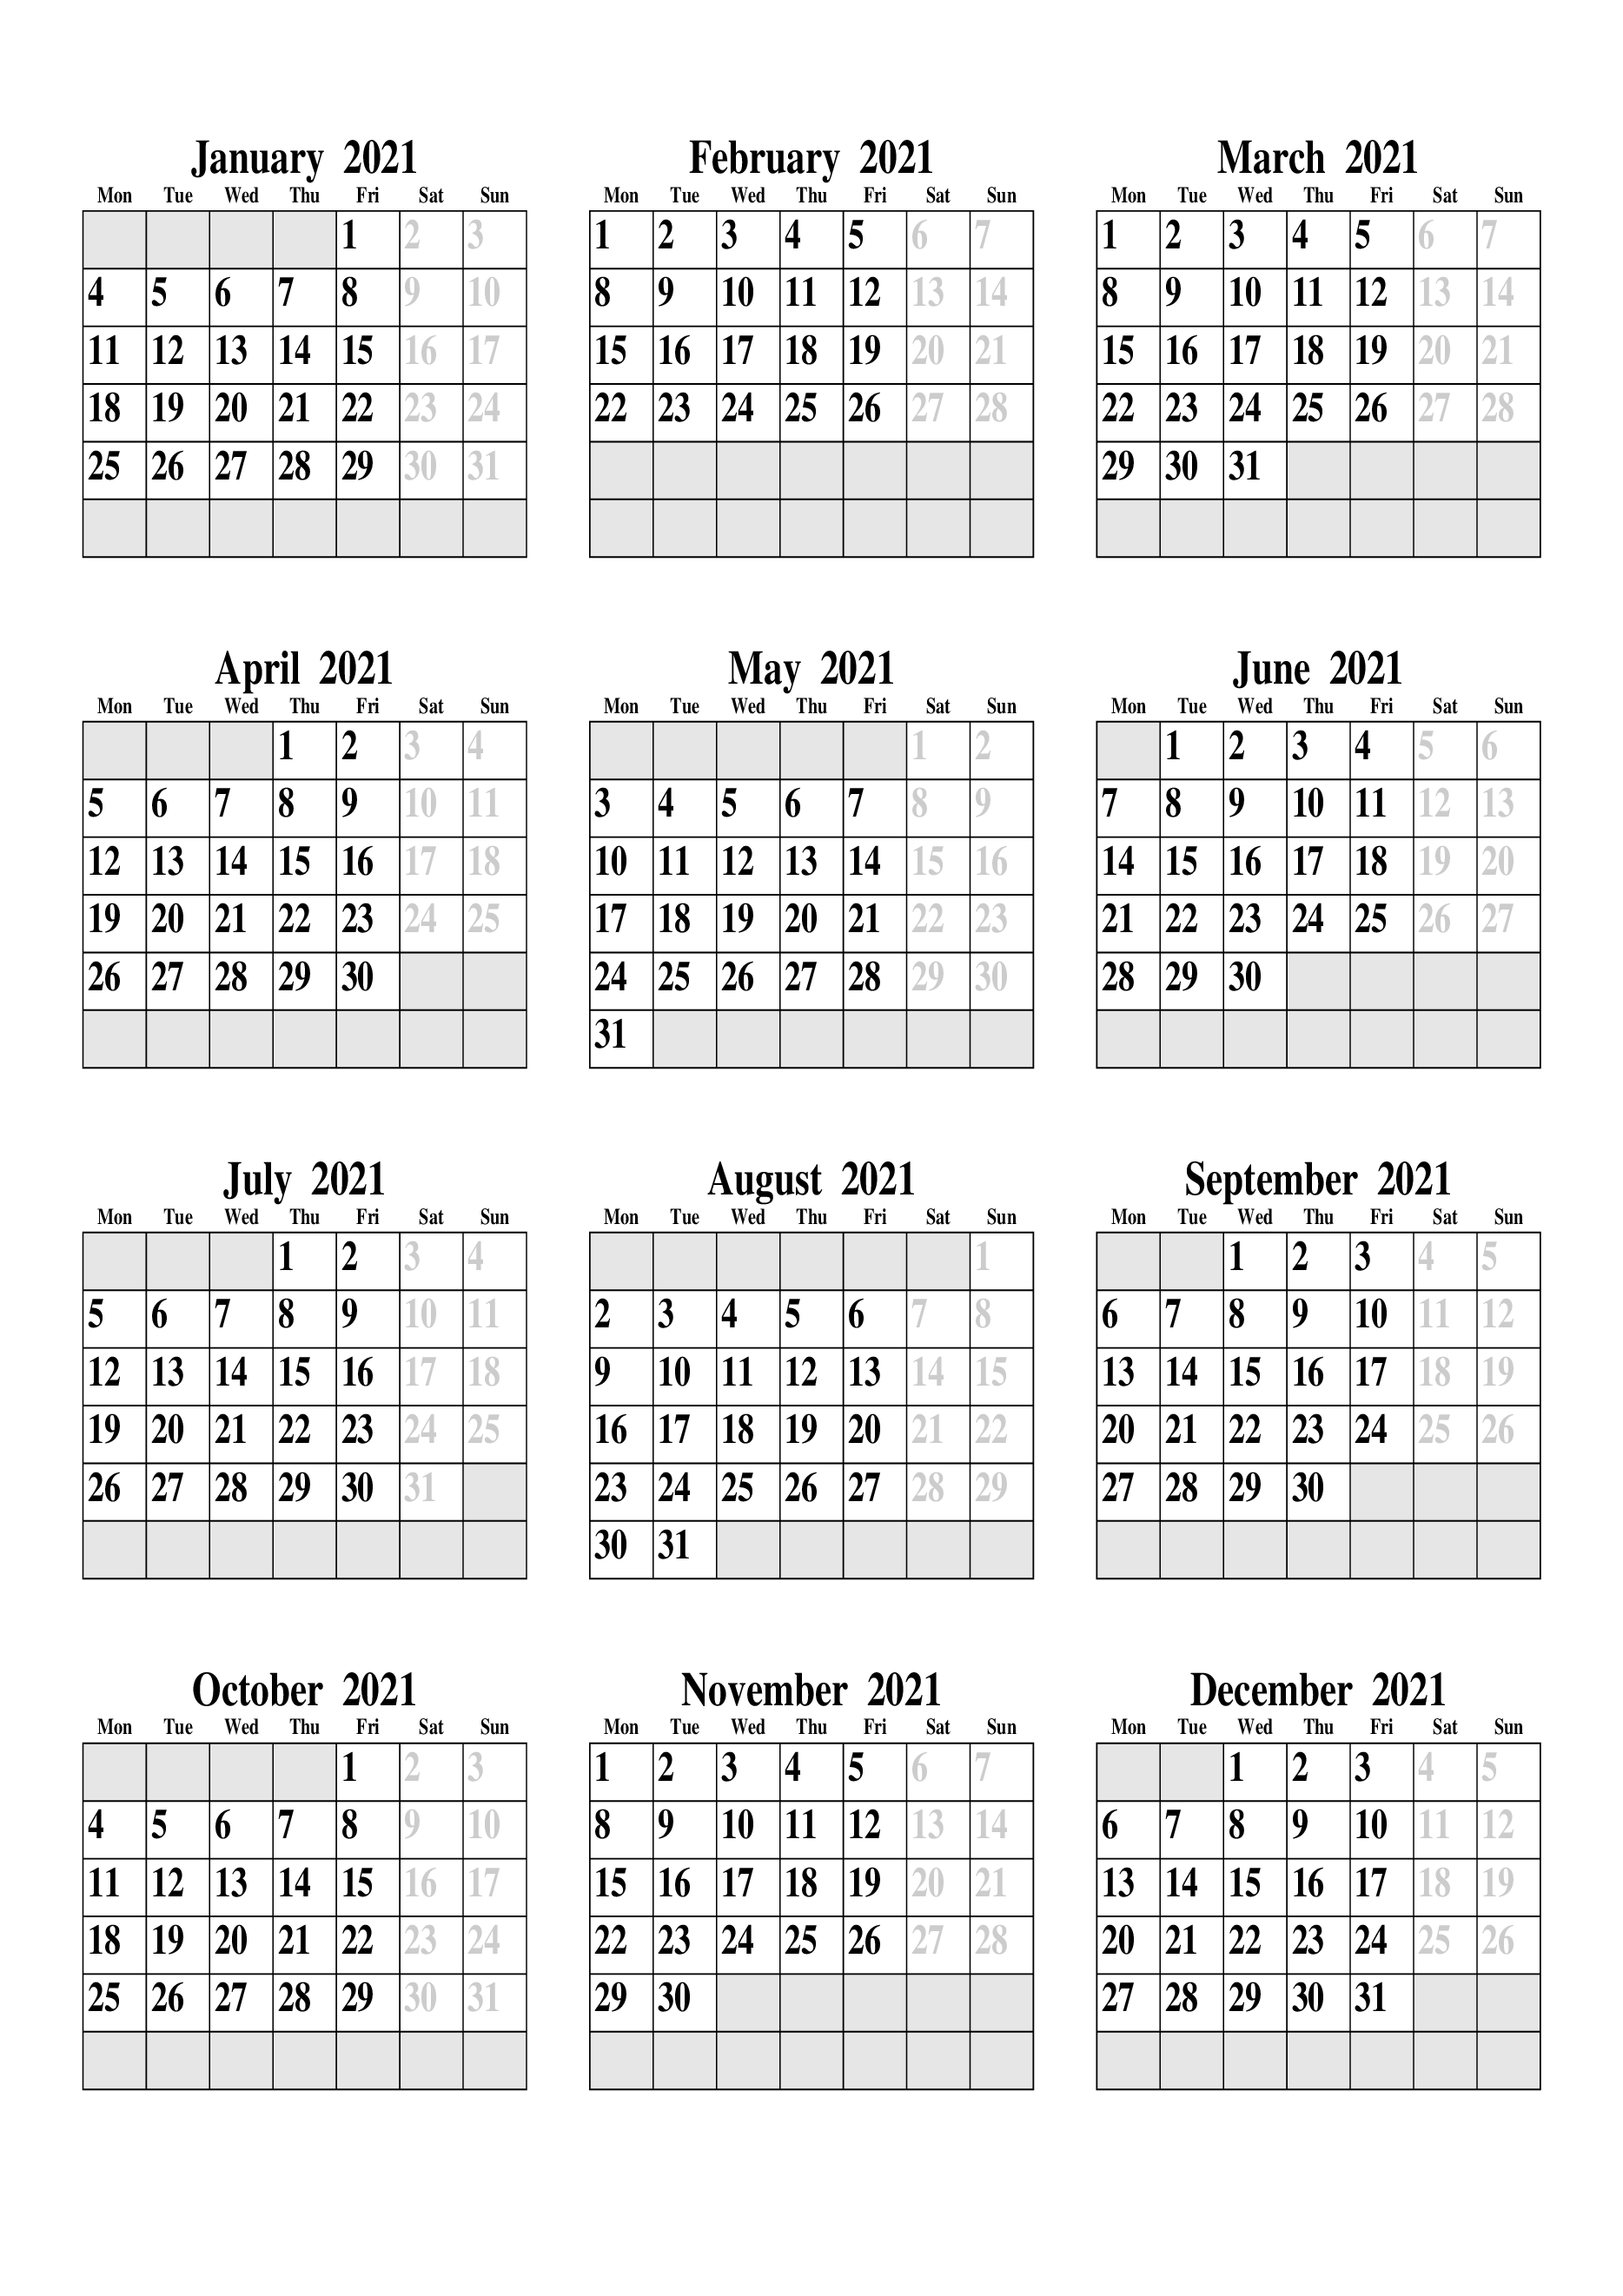 January 2021 February 2021 March 2021
Mon Tue Wed Thu Fri Sat Sun Mon Tue Wed Thu Fri Sat Sun Mon Tue Wed Thu Fri Sat Sun
1 2 3 1 2 3 4 5 6 7 1 2 3 4 5 6 7
4 5 6 7 8 9 10 8 9 10 11 12 13 14 8 9 10 11 12 13 14
11 12 13 14 15 16 17 15 16 17 18 19 20 21 15 16 17 18 19 20 21
18 19 20 21 22 23 24 22 23 24 25 26 27 28 22 23 24 25 26 27 28
25 26 27 28 29 30 31 29 30 31
April 2021 May 2021 June 2021
Mon Tue Wed Thu Fri Sat Sun Mon Tue Wed Thu Fri Sat Sun Mon Tue Wed Thu Fri Sat Sun
1 2 3 4 1 2 1 2 3 4 5 6
5 6 7 8 9 10 11 3 4 5 6 7 8 9 7 8 9 10 11 12 13
12 13 14 15 16 17 18 10 11 12 13 14 15 16 14 15 16 17 18 19 20
19 20 21 22 23 24 25 17 18 19 20 21 22 23 21 22 23 24 25 26 27
26 27 28 29 30 24 25 26 27 28 29 30 28 29 30
31
July 2021 August 2021 September 2021
Mon Tue Wed Thu Fri Sat Sun Mon Tue Wed Thu Fri Sat Sun Mon Tue Wed Thu Fri Sat Sun
1 2 3 4 1 1 2 3 4 5
5 6 7 8 9 10 11 2 3 4 5 6 7 8 6 7 8 9 10 11 12
12 13 14 15 16 17 18 9 10 11 12 13 14 15 13 14 15 16 17 18 19
19 20 21 22 23 24 25 16 17 18 19 20 21 22 20 21 22 23 24 25 26
26 27 28 29 30 31 23 24 25 26 27 28 29 27 28 29 30
30 31
October 2021 November 2021 December 2021
Mon Tue Wed Thu Fri Sat Sun Mon Tue Wed Thu Fri Sat Sun Mon Tue Wed Thu Fri Sat Sun
1 2 3 1 2 3 4 5 6 7 1 2 3 4 5
4 5 6 7 8 9 10 8 9 10 11 12 13 14 6 7 8 9 10 11 12
11 12 13 14 15 16 17 15 16 17 18 19 20 21 13 14 15 16 17 18 19
18 19 20 21 22 23 24 22 23 24 25 26 27 28 20 21 22 23 24 25 26
25 26 27 28 29 30 31 29 30 27 28 29 30 31